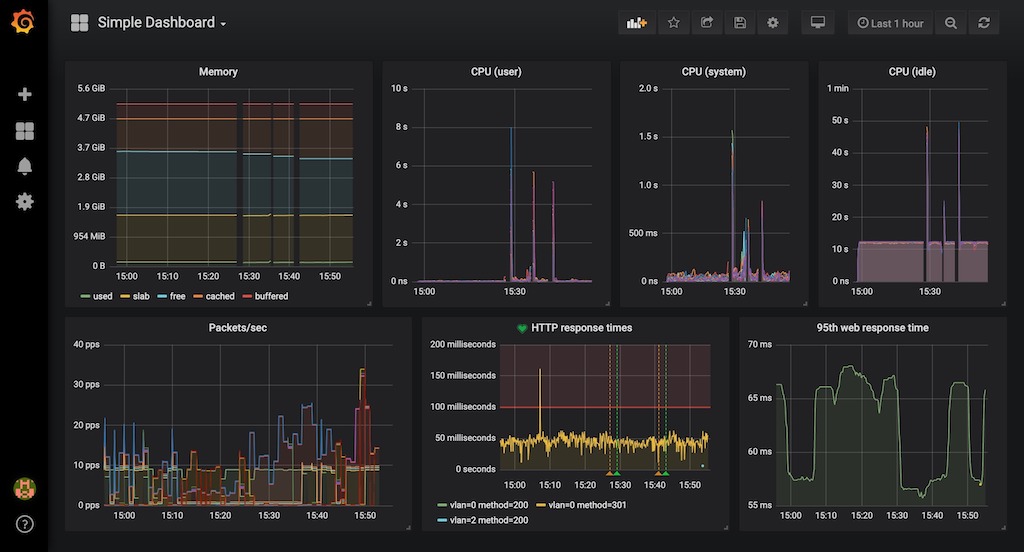 Simple Dashboard
Last 1 hour
Memory
5.6 GiB
4.7 GiB
3.7 GiB
2.8 GiB
1.9 GiB
954 MiB
0 B
15:00 15:10 15:20 15:30 15:40 15:50
used slab free cached buffered
CPU (user)
10 s
8 s
6 s
4 s
2 s
0 ns
15:00 15:30
CPU (system)
2.0 s
1.5 s
1.0 s
500 ms
0 ns
15:00 15:30
CPU (idle)
1 min
50 s
40 s
30 s
20 s
10 s
0 ns
15:00 15:30
Packets/sec
40 pps
30 pps
20 pps
10 pps
0 pps
15:00 15:10 15:20 15:30 15:40 15:50
HTTP response times
200 milliseconds
150 milliseconds
100 milliseconds
50 milliseconds
0 seconds
15:00 15:10 15:20 15:30 15:40 15:50
vlan=0 method=200 vlan=0 method=301
vlan=2 method=200
95th web response time
70 ms
65 ms
60 ms
55 ms
15:00 15:10 15:20 15:30 15:40 15:50
?